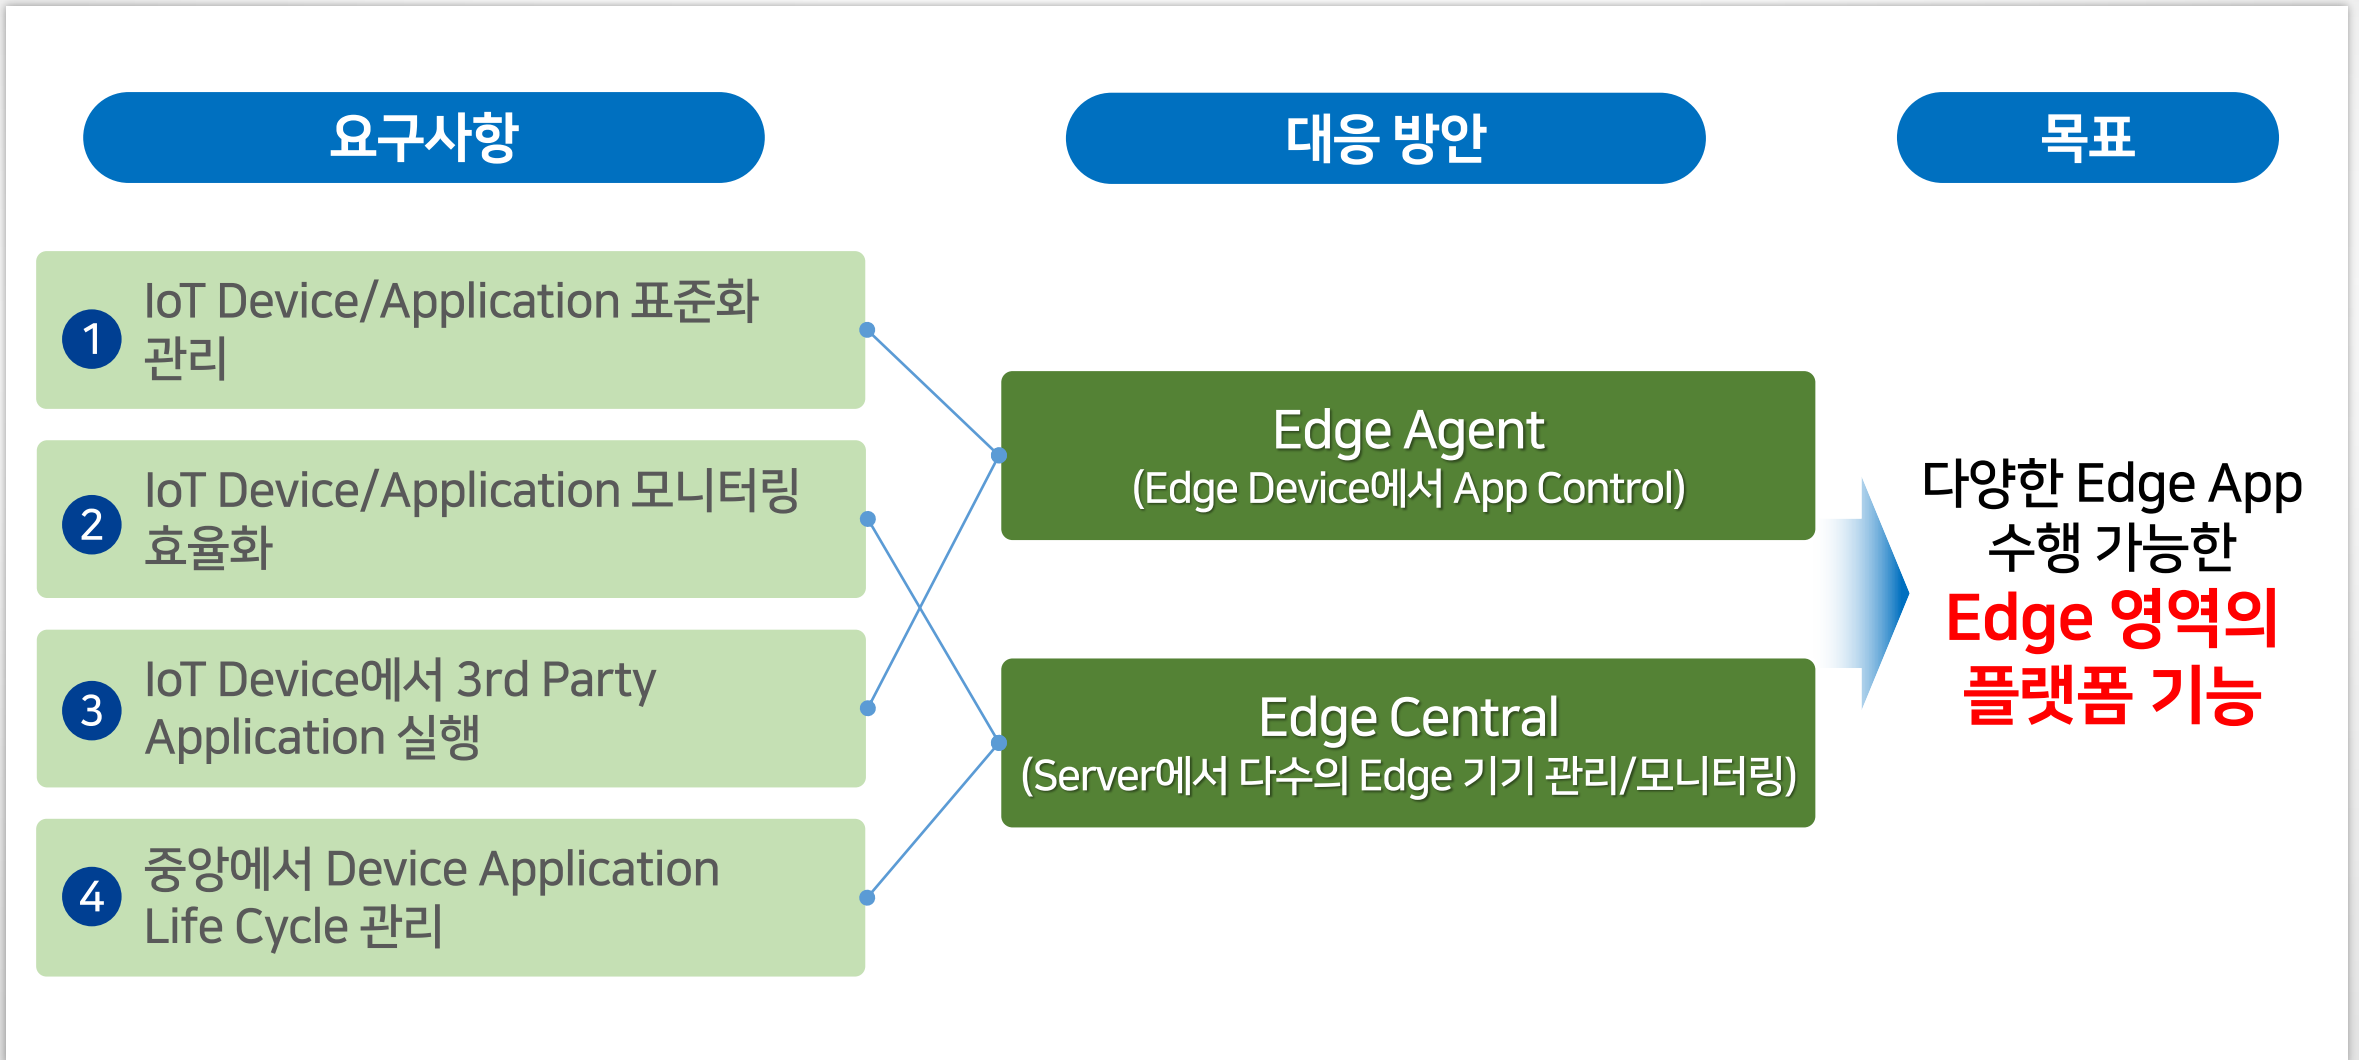 요구사항
대응 방안
목표
1
IoT Device/Application 표준화
관리
2
IoT Device/Application 모니터링
효율화
3
IoT Device에서 3rd Party
Application 실행
4
중앙에서 Device Application
Life Cycle 관리
Edge Agent
(Edge Device에서 App Control)
Edge Central
(Server에서 다수의 Edge 기기 관리/모니터링)
다양한 Edge App
수행 가능한
Edge 영역의
플랫폼 기능